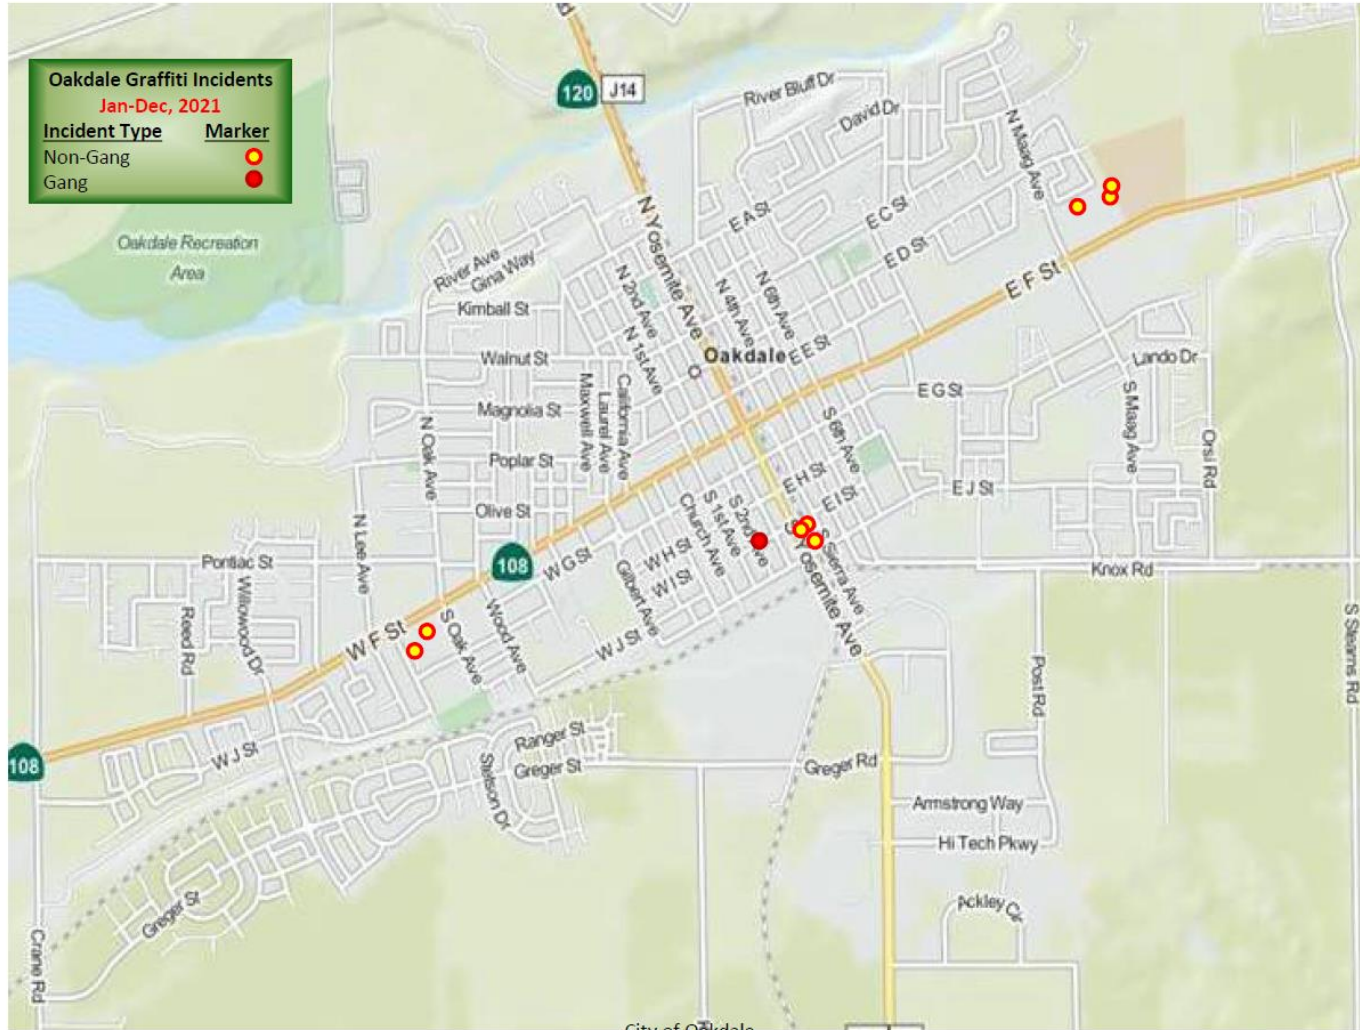 Oakdale Graffiti Incidents
Jan-Dec, 2021
Incident Type Marker
Non-Gang
Gang
120 J14
River Bluff Dr
David Dr
N Maag Ave
N Yosemite Ave
E A St
E C St
E D St
Oakdale Recreation
Area
River Ave
Gina Way
N 2nd Ave
N 4th Ave
N 6th Ave
E F St
Kimball St
N 1st Ave
Oakdale
E E St
Walnut St
Lando Dr
California Ave
Laurel Ave
Maxwell Ave
E G St
S Maag Ave
Magnolia St
N Oak Ave
S 6th Ave
Orsi Rd
Poplar St
E H St
E J St
E I St
Olive St
S 2nd Ave
S 1st Ave
Church Ave
N Lee Ave
108
W G St
W H St
W I St
Gilbert Ave
Pontiac St
Willowood Dr
Knox Rd
S Sierra Ave
S Yosemite Ave
Reed Rd
W F St
S Oak Ave
Wood Ave
W J St
S Stearns Rd
Post Rd
108
W J St
Ranger St
Greger St
Stetson Dr
Greger Rd
Armstrong Way
Hi Tech Pkwy
Ackley Cir
Greger St
Crane Rd
City of Oakdale